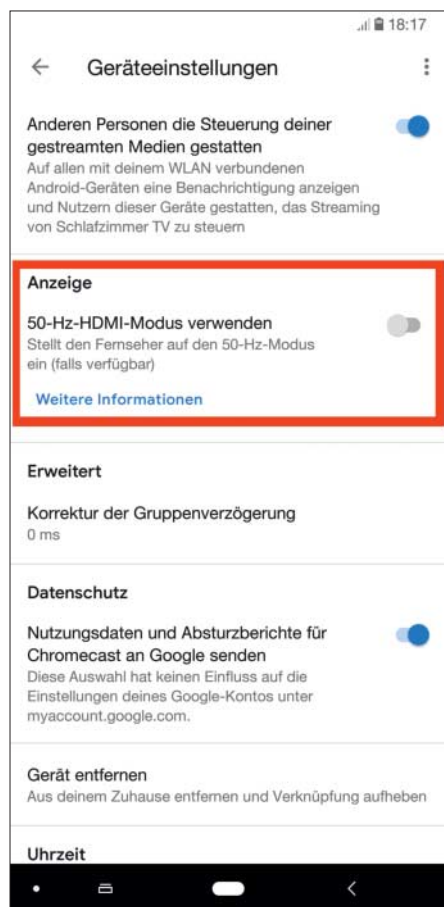 18:17
Geräteeinstellungen
Anderen Personen die Steuerung deiner
gestreamten Medien gestatten
Auf allen mit deinem WLAN verbundenen
Android-Geräten eine Benachrichtigung anzeigen
und Nutzern dieser Geräte gestatten, das Streaming
von Schlafzimmer TV zu steuern
Anzeige
50-Hz-HDMI-Modus verwenden
Stellt den Fernseher auf den 50-Hz-Modus
ein (falls verfügbar)
Weitere Informationen
Erweitert
Korrektur der Gruppenverzögerung
0 ms
Datenschutz
Nutzungsdaten und Absturzberichte für
Chromecast an Google senden
Diese Auswahl hat keinen Einfluss auf die
Einstellungen deines Google-Kontos unter
myaccount.google.com.
Gerät entfernen
Aus deinem Zuhause entfernen und Verknüpfung aufheben
Uhrzeit